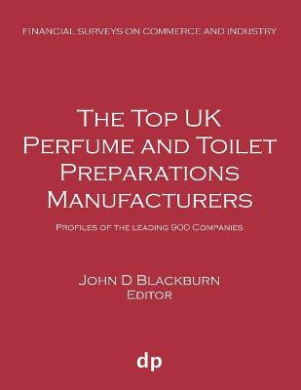 FINANCIAL SURVEYS ON COMMERCE AND INDUSTRY
THE TOP UK
PERFUME AND TOILET
PREPARATIONS
MANUFACTURERS
PROFILES OF THE LEADING 900 COMPANIES
JOHN D BLACKBURN
EDITOR
dp